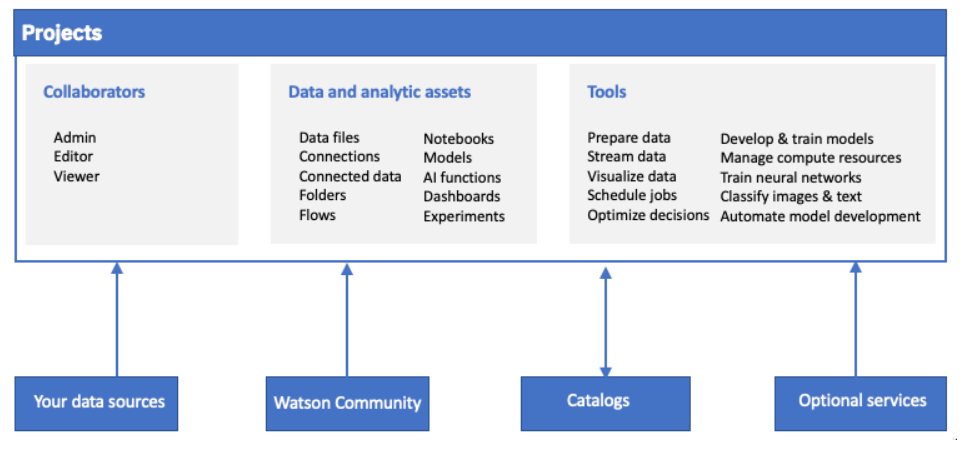 Projects
Collaborators
Admin
Editor
Viewer
Data and analytic assets
Data files
Connections
Connected data
Folders
Flows
Notebooks
Models
AI functions
Dashboards
Experiments
Tools
Prepare data
Stream data
Visualize data
Schedule jobs
Optimize decisions
Develop & train models
Manage compute resources
Train neural networks
Classify images & text
Automate model development
Your data sources
Watson Community
Catalogs
Optional services